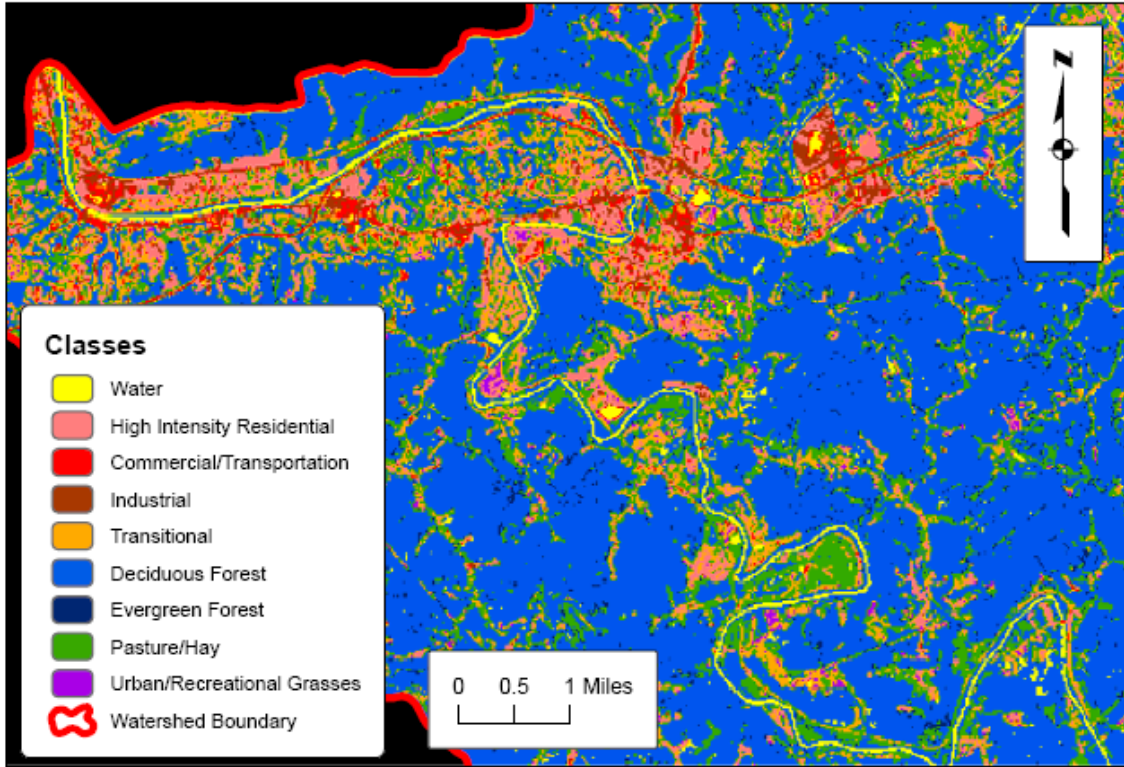 N
Classes
Water
High Intensity Residential
Commercial/Transportation
Industrial
Transitional
Deciduous Forest
Evergreen Forest
Pasture/Hay
Urban/Recreational Grasses
Watershed Boundary
0 0.5 1 Miles